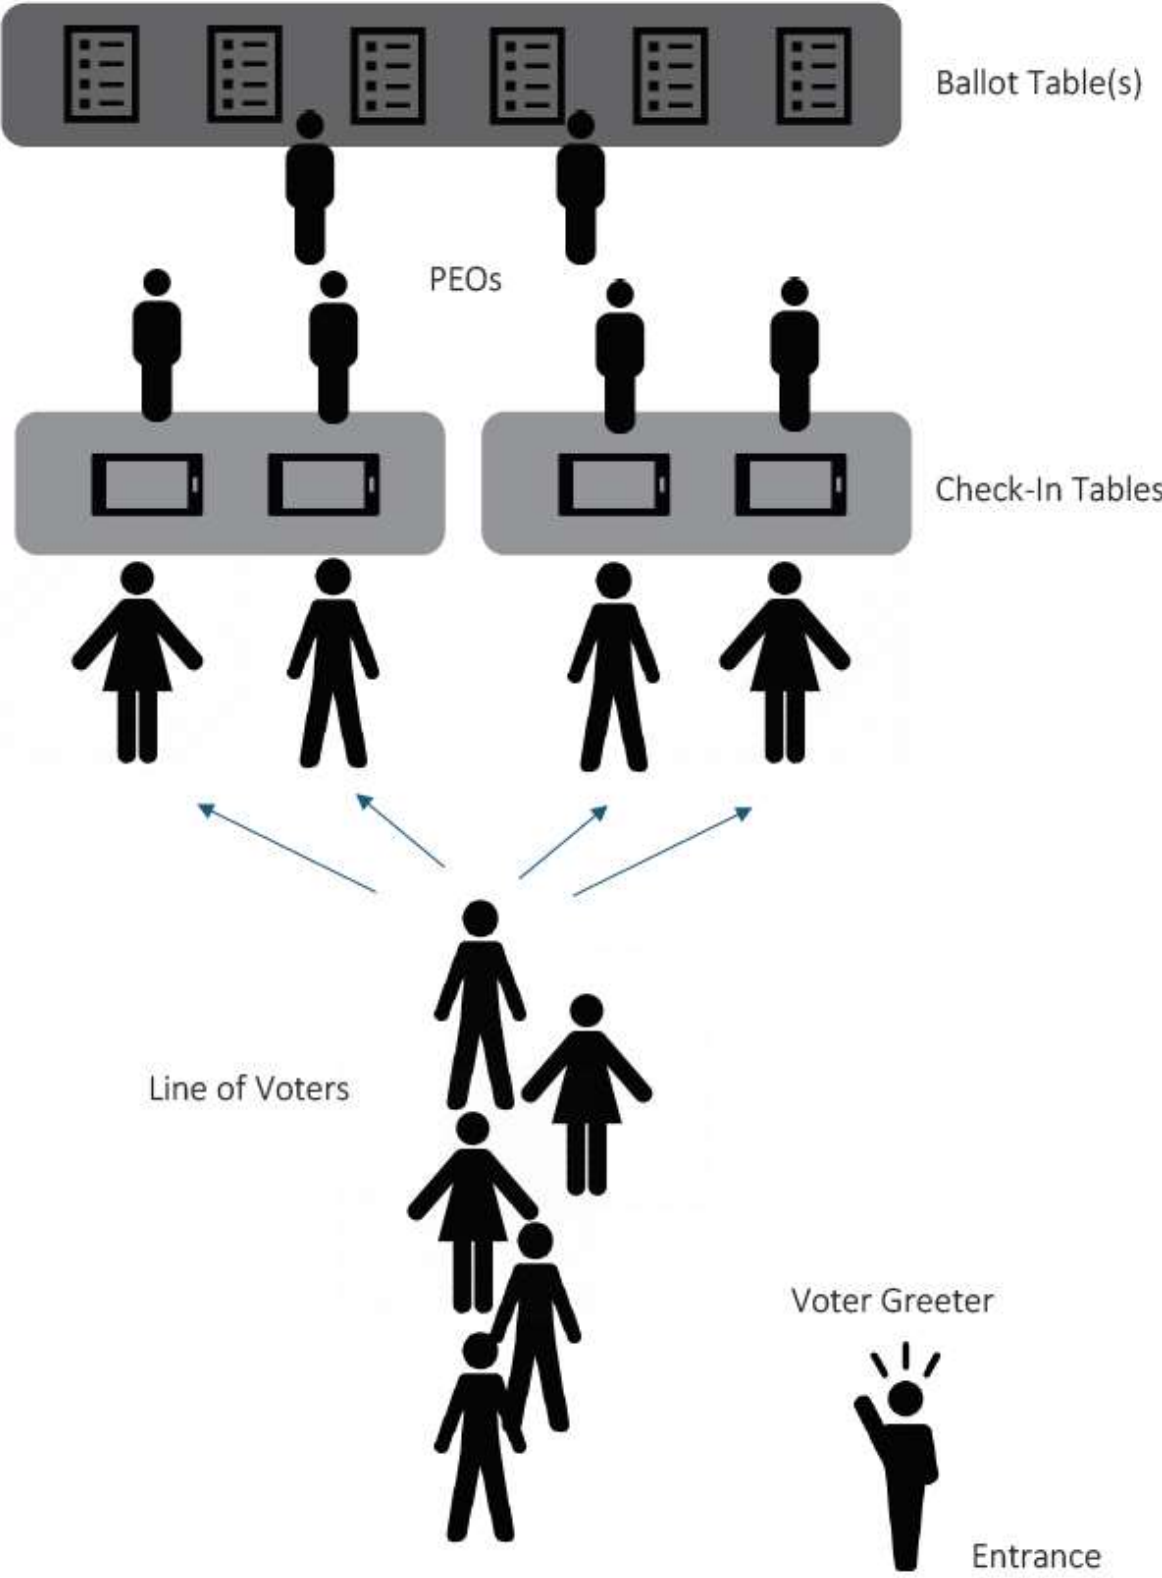 Ballot Table(s)
PEOs
Check-In Tables
Line of Voters
Voter Greeter
Entrance